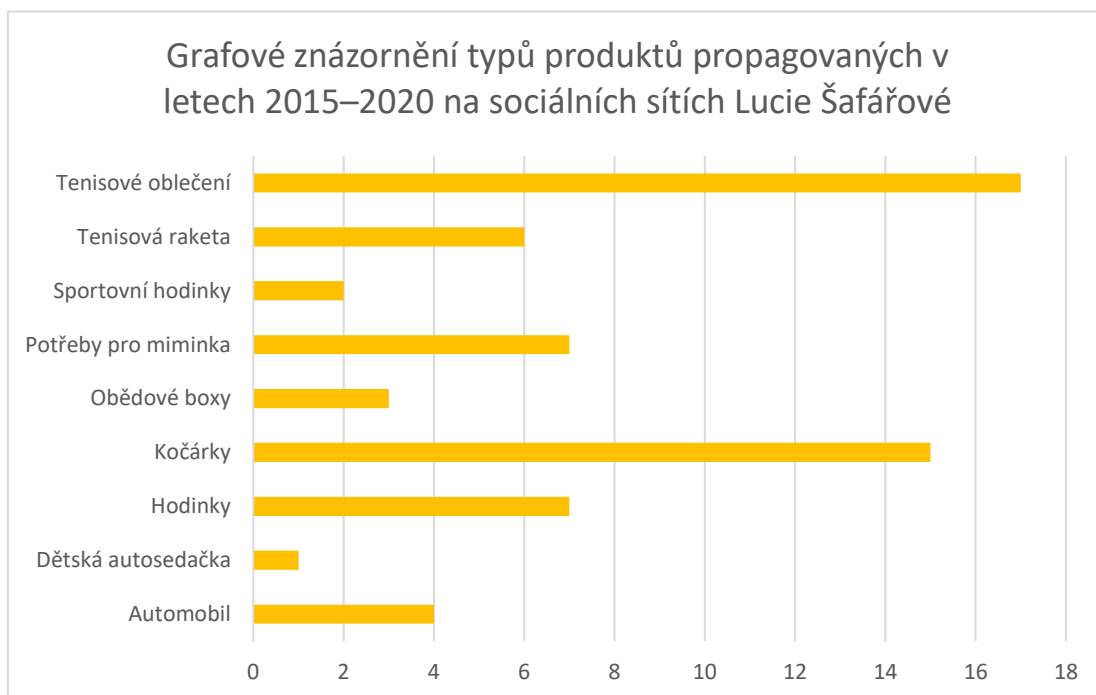 Grafové znázornění typů produktů propagovaných v
letech 2015–2020 na sociálních sítích Lucie Šafářové
Tenisové oblečení
Tenisová raketa
Sportovní hodinky
Potřeby pro miminka
Obědové boxy
Kočárky
Hodinky
Dětská autosedačka
Automobil
0 2 4 6 8 10 12 14 16 18